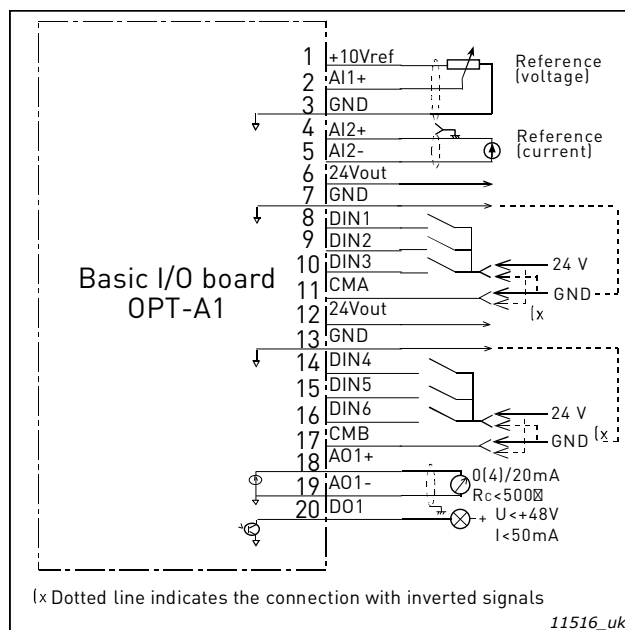 1 +10Vref
2 AI1+
3 GND
4 AI2+
5 AI2-
6 24Vout
7 GND
8 DIN1
9 DIN2
10 DIN3
11 CMA
12 24Vout
13 GND
14 DIN4
15 DIN5
16 DIN6
17 CMB
18 AO1+
19 AO1-
20 DO1
Basic I/O board
OPT-A1
Reference
(voltage)
Reference
(current)
24 V
GND
(x
24 V
GND (x
0(4)/20mA
RC<500
+ U<+48V
I<50mA
(x Dotted line indicates the connection with inverted signals
11516_uk